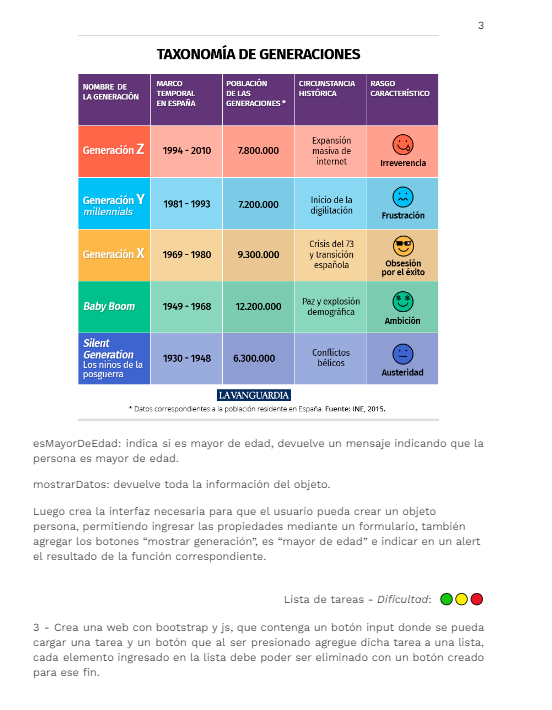 3
TAXONOMÍA DE GENERACIONES
NOMBRE DE
LA GENERACIÓN
MARCO
TEMPORAL
EN ESPAÑA
POBLACIÓN
DE LAS
GENERACIONES *
CIRCUNSTANCIA
HISTÓRICA
RASGO
CARACTERÍSTICO
Generación Z
1994 - 2010
7.800.000
Expansión
masiva de
internet
Irreverencia
Generación Y
millennials
1981 - 1993
7.200.000
Inicio de la
digilitación
Frustración
Generación X
1969 - 1980
9.300.000
Crisis del 73
y transición
española
Obsesión
por el éxito
Baby Boom
1949 - 1968
12.200.000
Paz y explosión
demográfica
Ambición
Silent
Generation
Los niños de la
posguerra
1930 - 1948
6.300.000
Conflictos
bélicos
Austeridad
LA VANGUARDIA
* Datos correspondientes a la población residente en España. Fuente: INE, 2015.
esMayorDeEdad: indica si es mayor de edad, devuelve un mensaje indicando que la
persona es mayor de edad.
mostrarDatos: devuelve toda la información del objeto.
Luego crea la interfaz necesaria para que el usuario pueda crear un objeto
persona, permitiendo ingresar las propiedades mediante un formulario, también
agregar los botones “mostrar generación”, es “mayor de edad” e indicar en un alert
el resultado de la función correspondiente.
Lista de tareas - Dificultad:
3 - Crea una web con bootstrap y js, que contenga un botón input donde se pueda
cargar una tarea y un botón que al ser presionado agregue dicha tarea a una lista,
cada elemento ingresado en la lista debe poder ser eliminado con un botón creado
para ese fin.